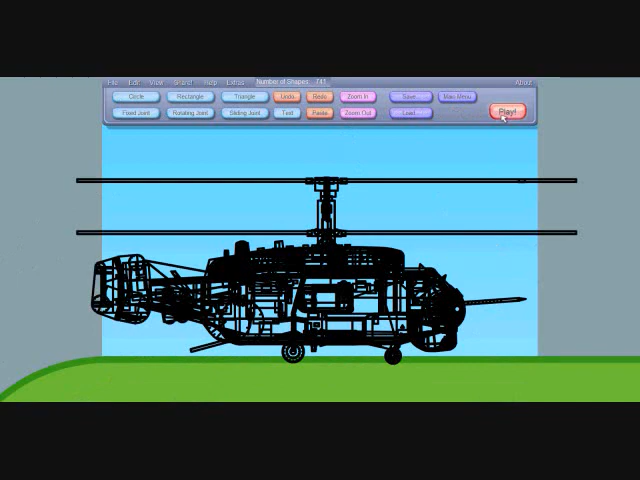 File Edit View Stunt Help Extras Number of Shapes: 741 About
Circle Rectangle Triangle Undo Redo Zoom In Save... Main Menu
Fixed Joint Rotating Joint Sliding Joint Text Paste Zoom Out Load... Play!